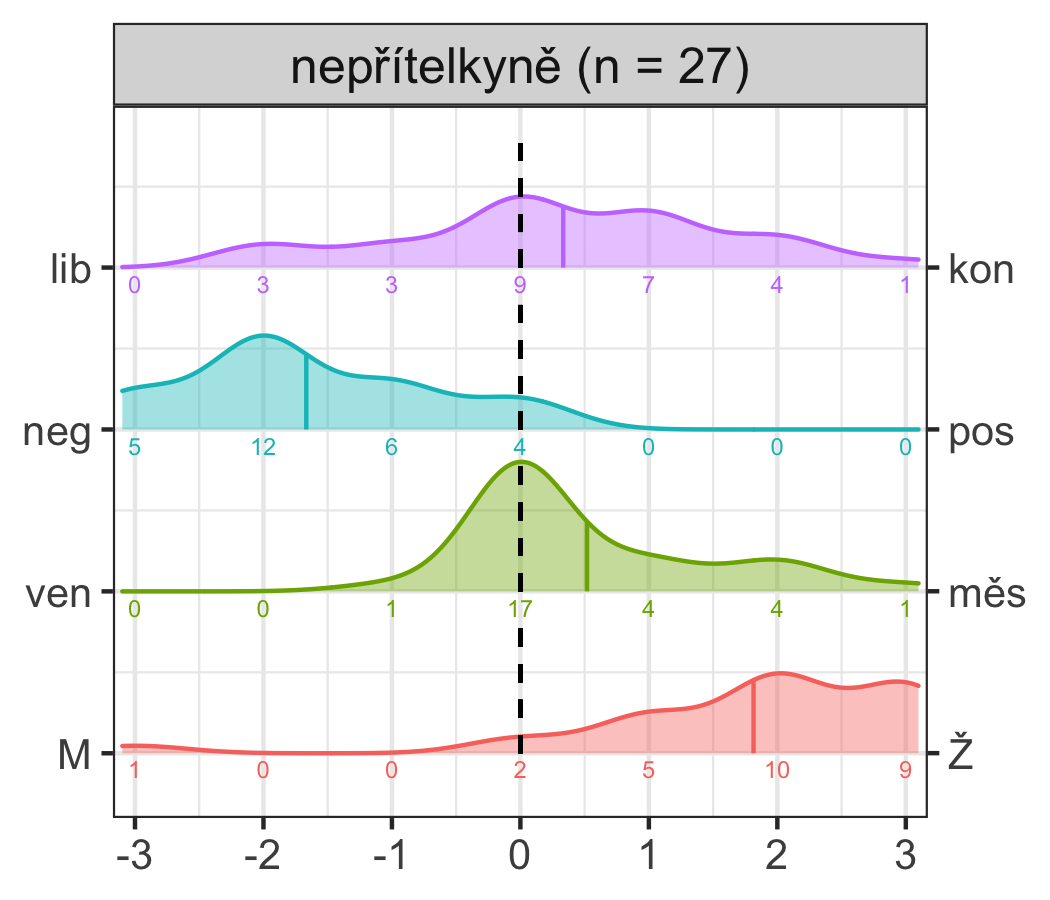 nepřítelkyně (n = 27)
lib kon
0 3 3 9 7 4 1
neg pos
5 12 6 4 0 0 0
ven měs
0 0 1 17 4 4 1
M Ž
1 0 0 2 5 10 9
-3 -2 -1 0 1 2 3